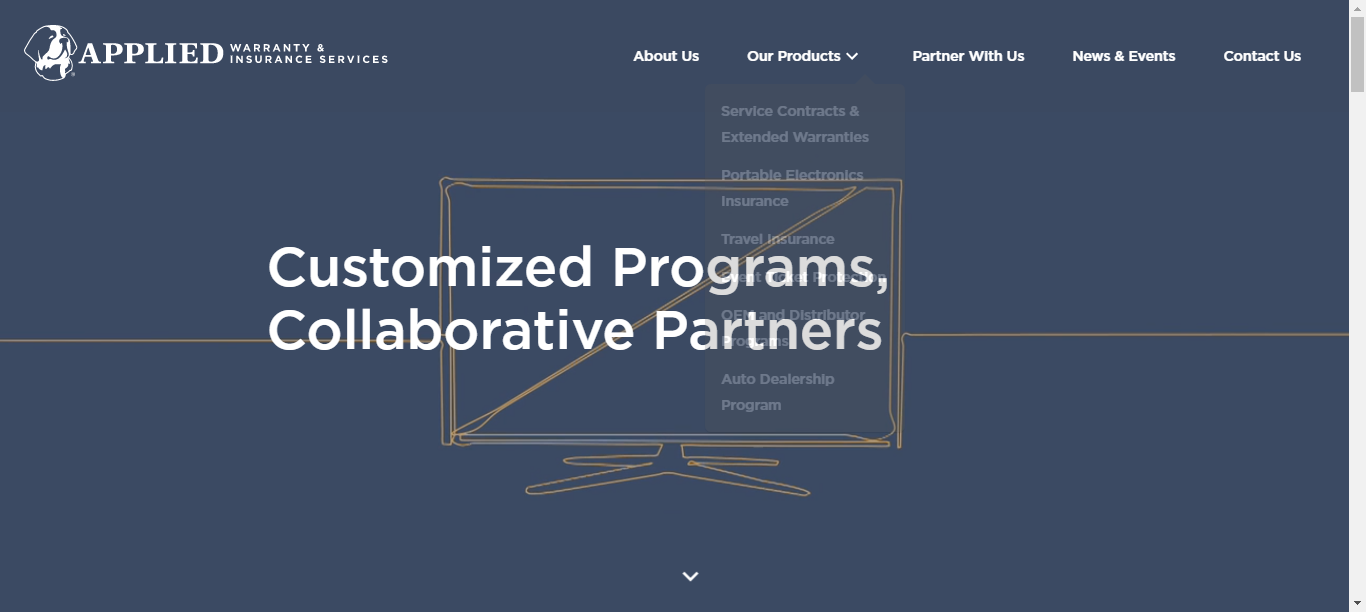 APPLIED
WARRANTY &
INSURANCE SERVICES
About Us
Our Products
Partner With Us
News & Events
Contact Us
Service Contracts &
Extended Warranties
Portable Electronics
Insurance
Travel Insurance
Event Ticket Protection
OEM and Distributor
Programs
Auto Dealership
Program
Customized Programs,
Collaborative Partners